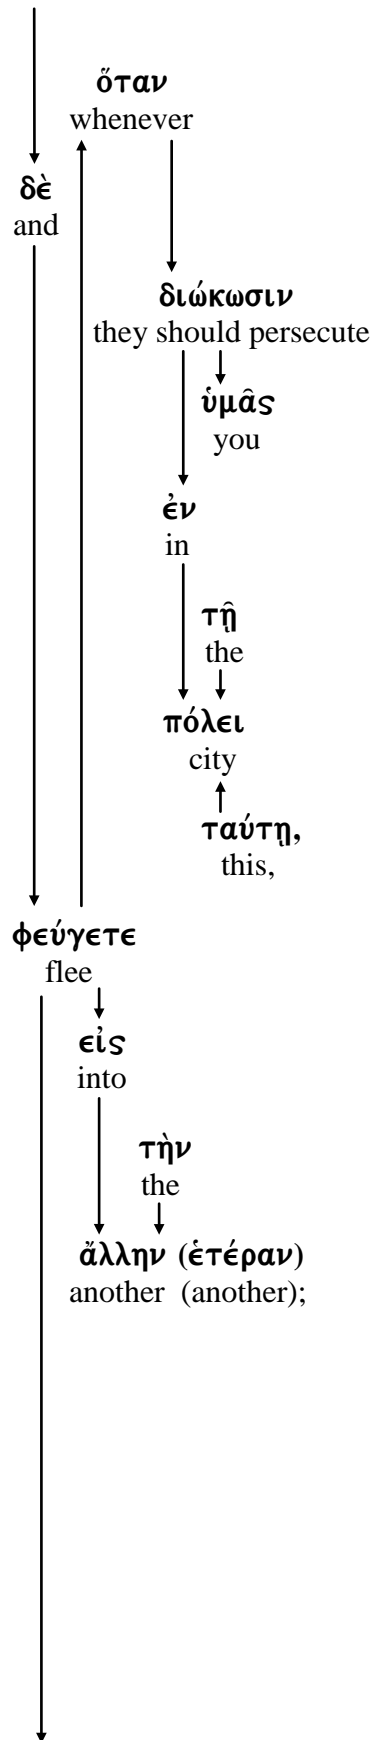 ὅταν
whenever
δὲ
and
διώκωσιν
they should persecute
ὑμᾶς
you
ἐν
in
τῇ
the
πόλει
city
ταύτῃ,
this,
φεύγετε
flee
εἰς
into
τὴν
the
ἄλλην (ἑτέραν)
another (another);